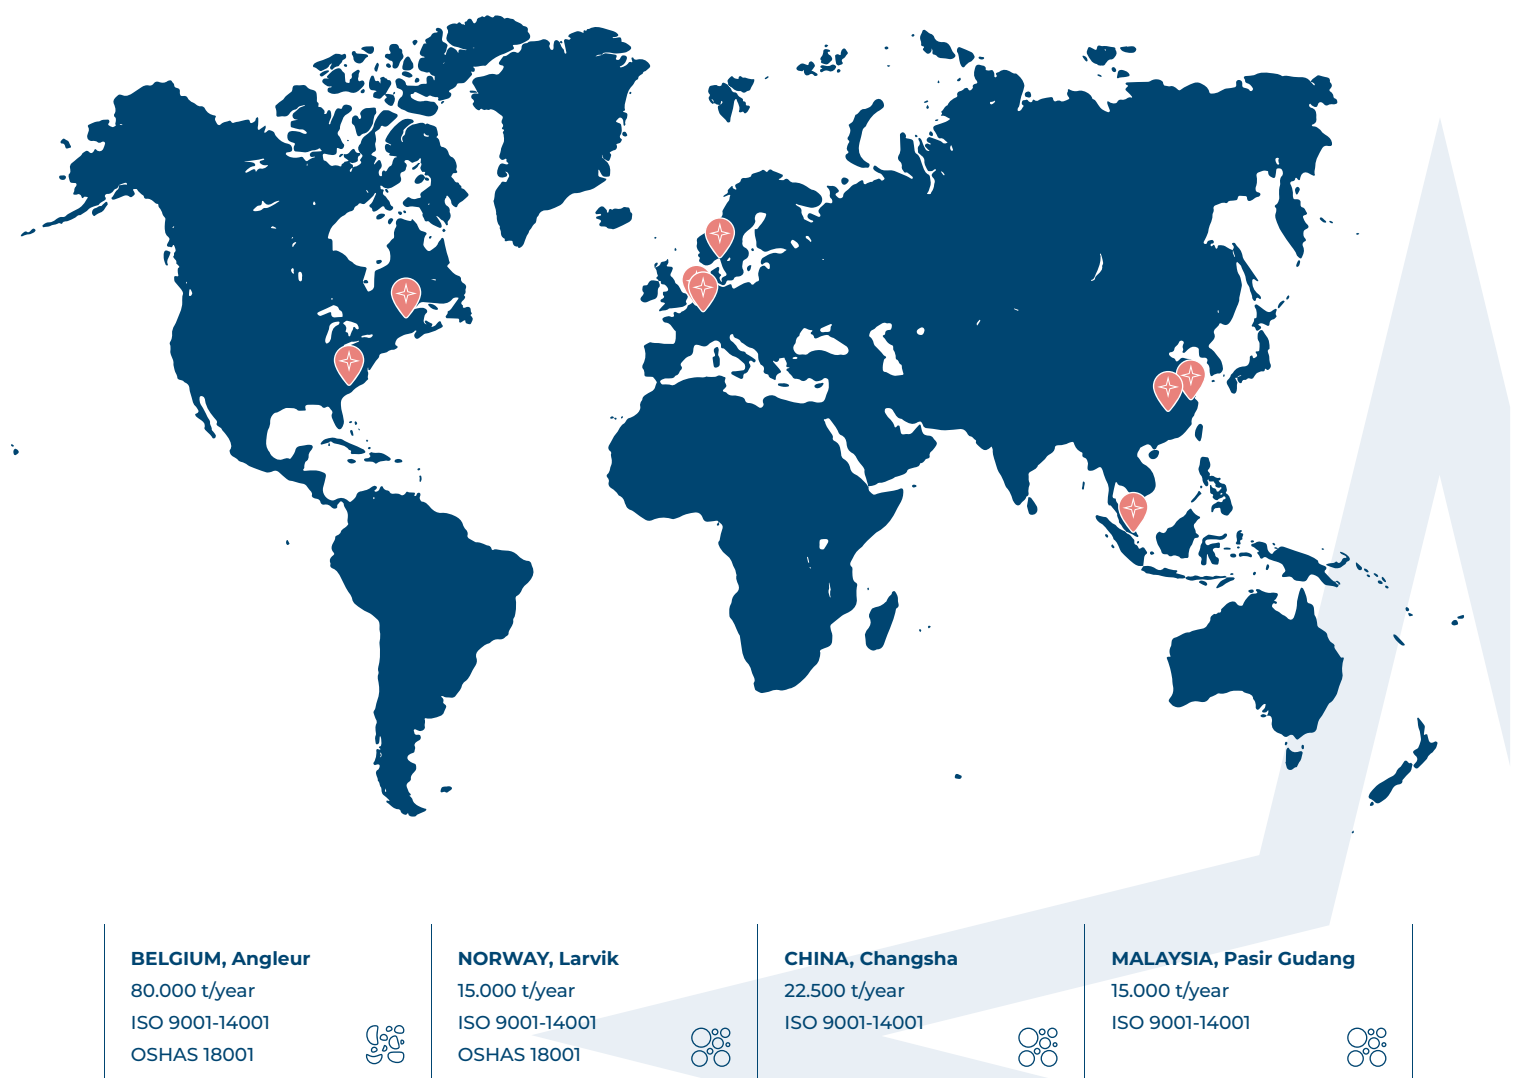 BELGIUM, Angleur
80.000 t/year
ISO 9001-14001
OSHAS 18001
NORWAY, Larvik
15.000 t/year
ISO 9001-14001
OSHAS 18001
CHINA, Changsha
22.500 t/year
ISO 9001-14001
MALAYSIA, Pasir Gudang
15.000 t/year
ISO 9001-14001